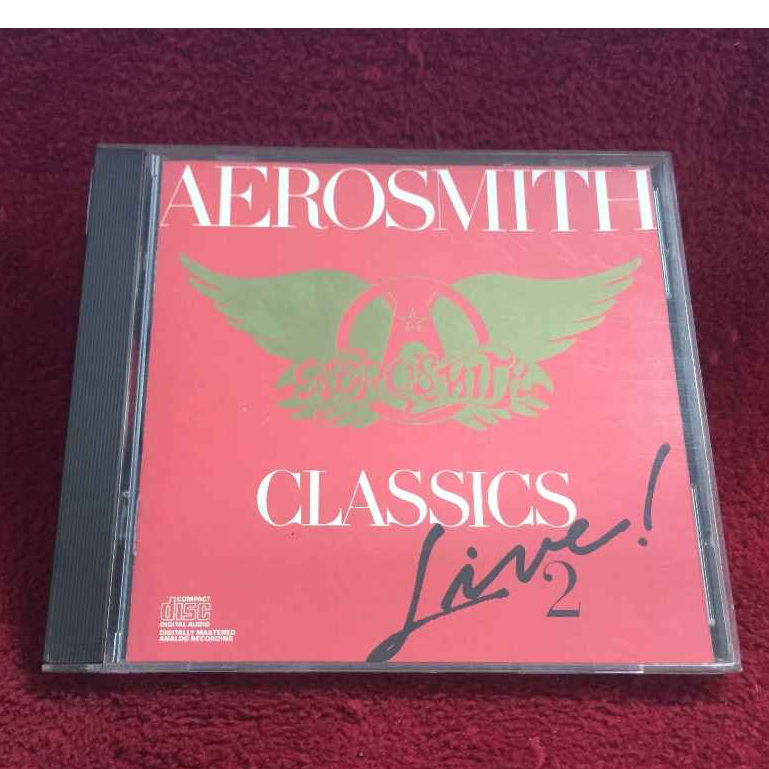 AEROSMITH
AEROSMITH
CLASSICS
Live!
2
COMPACT
disc
DIGITAL AUDIO
DIGITALLY MASTERED
ANALOG RECORDING